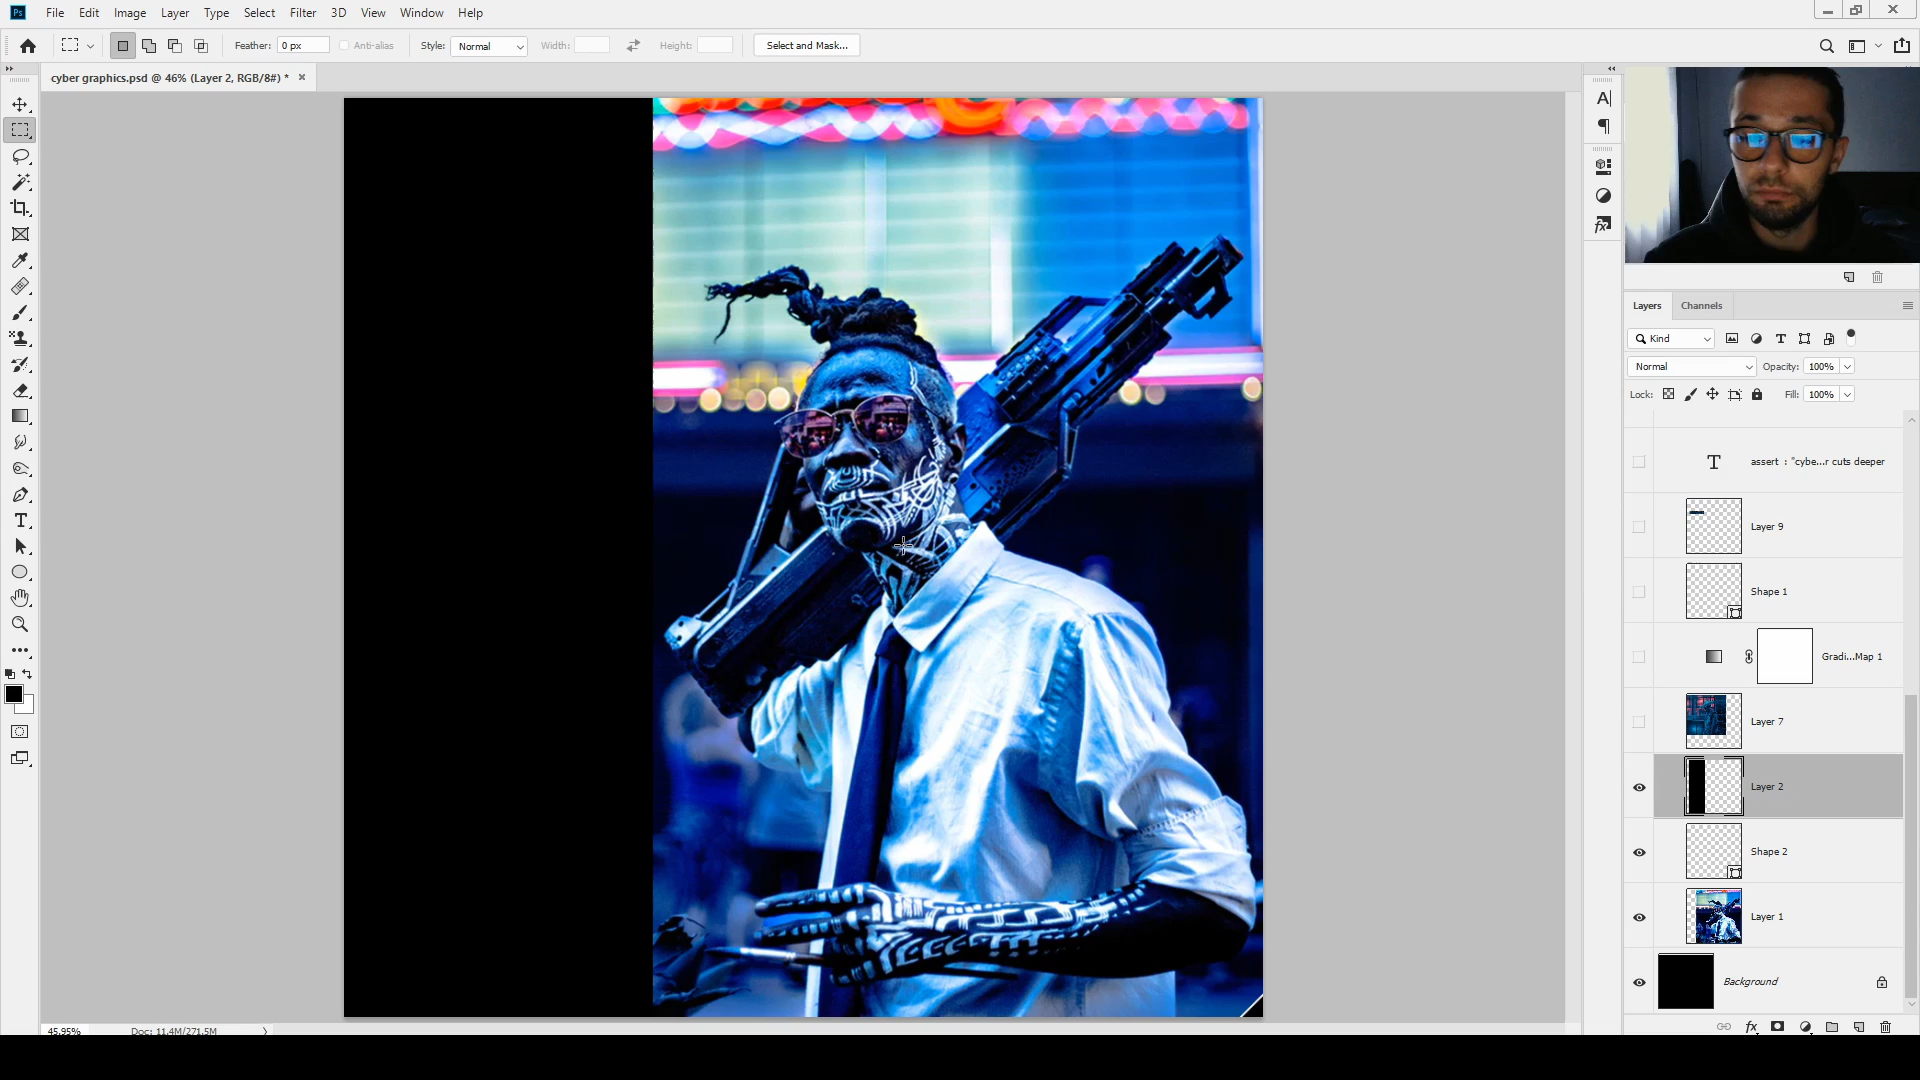 Ps File Edit Image Layer Type Select Filter 3D View Window Help
Feather: 0 px Anti-alias Style: Normal Width: Height: Select and Mask...
cyber graphics.psd @ 46% (Layer 2, RGB/8#) *
Layers Channels
Kind
Normal Opacity: 100%
Lock: Fill: 100%
assert : "cybe...r cuts deeper
Layer 9
Shape 1
Gradi...Map 1
Layer 7
Layer 2
Shape 2
Layer 1
Background
45.95% Doc: 11.4M/271.5M